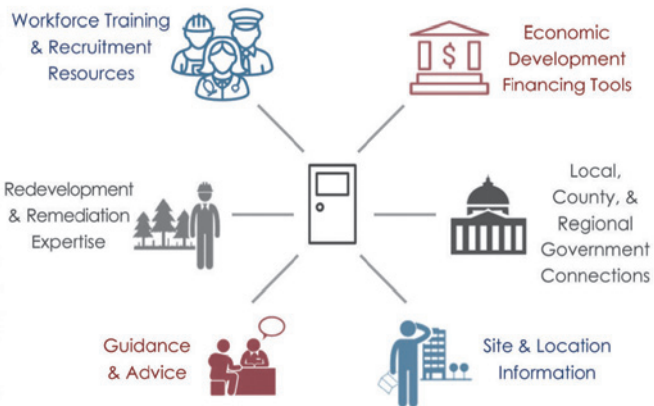 Workforce Training
& Recruitment
Resources
Economic
Development
Financing Tools
$
Redevelopment
& Remediation
Expertise
Local,
County, &
Regional
Government
Connections
Guidance
& Advice
Site & Location
Information